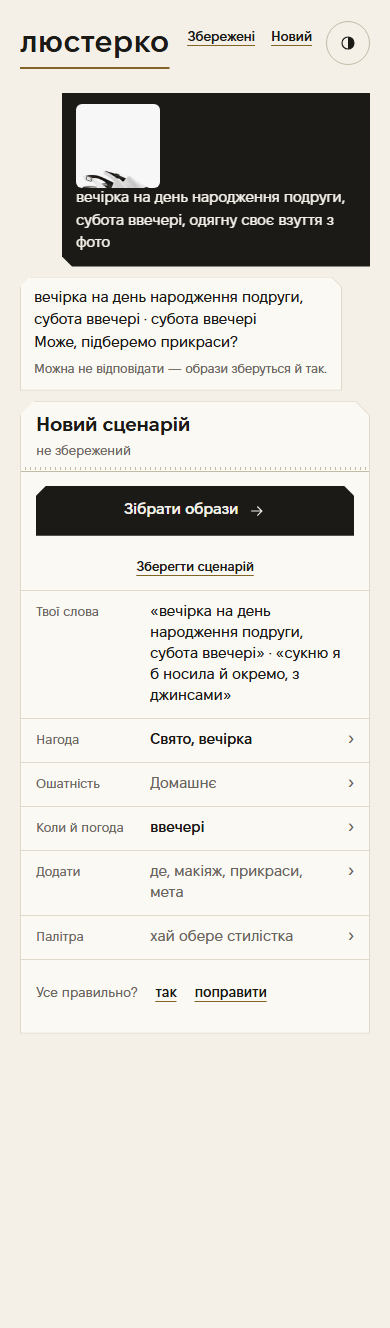 люстерко
Збережені
Новий
вечірка на день народження подруги,
субота ввечері, одягну своє взуття з
фото
вечірка на день народження подруги,
субота ввечері · субота ввечері
Може, підберемо прикраси?
Можна не відповідати — образи зберуться й так.
Новий сценарій
не збережений
Зібрати образи →
Зберегти сценарій
Твої слова
«вечірка на день
народження подруги,
субота ввечері» · «сукню я
б носила й окремо, з
джинсами»
Нагода
Свято, вечірка
Ошатність
Домашнє
Коли й погода
ввечері
Додати
де, макіяж, прикраси,
мета
Палітра
хай обере стилістка
Усе правильно?
так
поправити